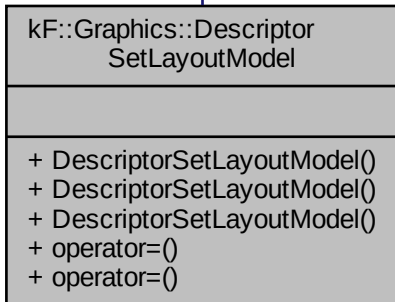 kF::Graphics::Descriptor
SetLayoutModel
+ DescriptorSetLayoutModel()
+ DescriptorSetLayoutModel()
+ DescriptorSetLayoutModel()
+ operator=()
+ operator=()